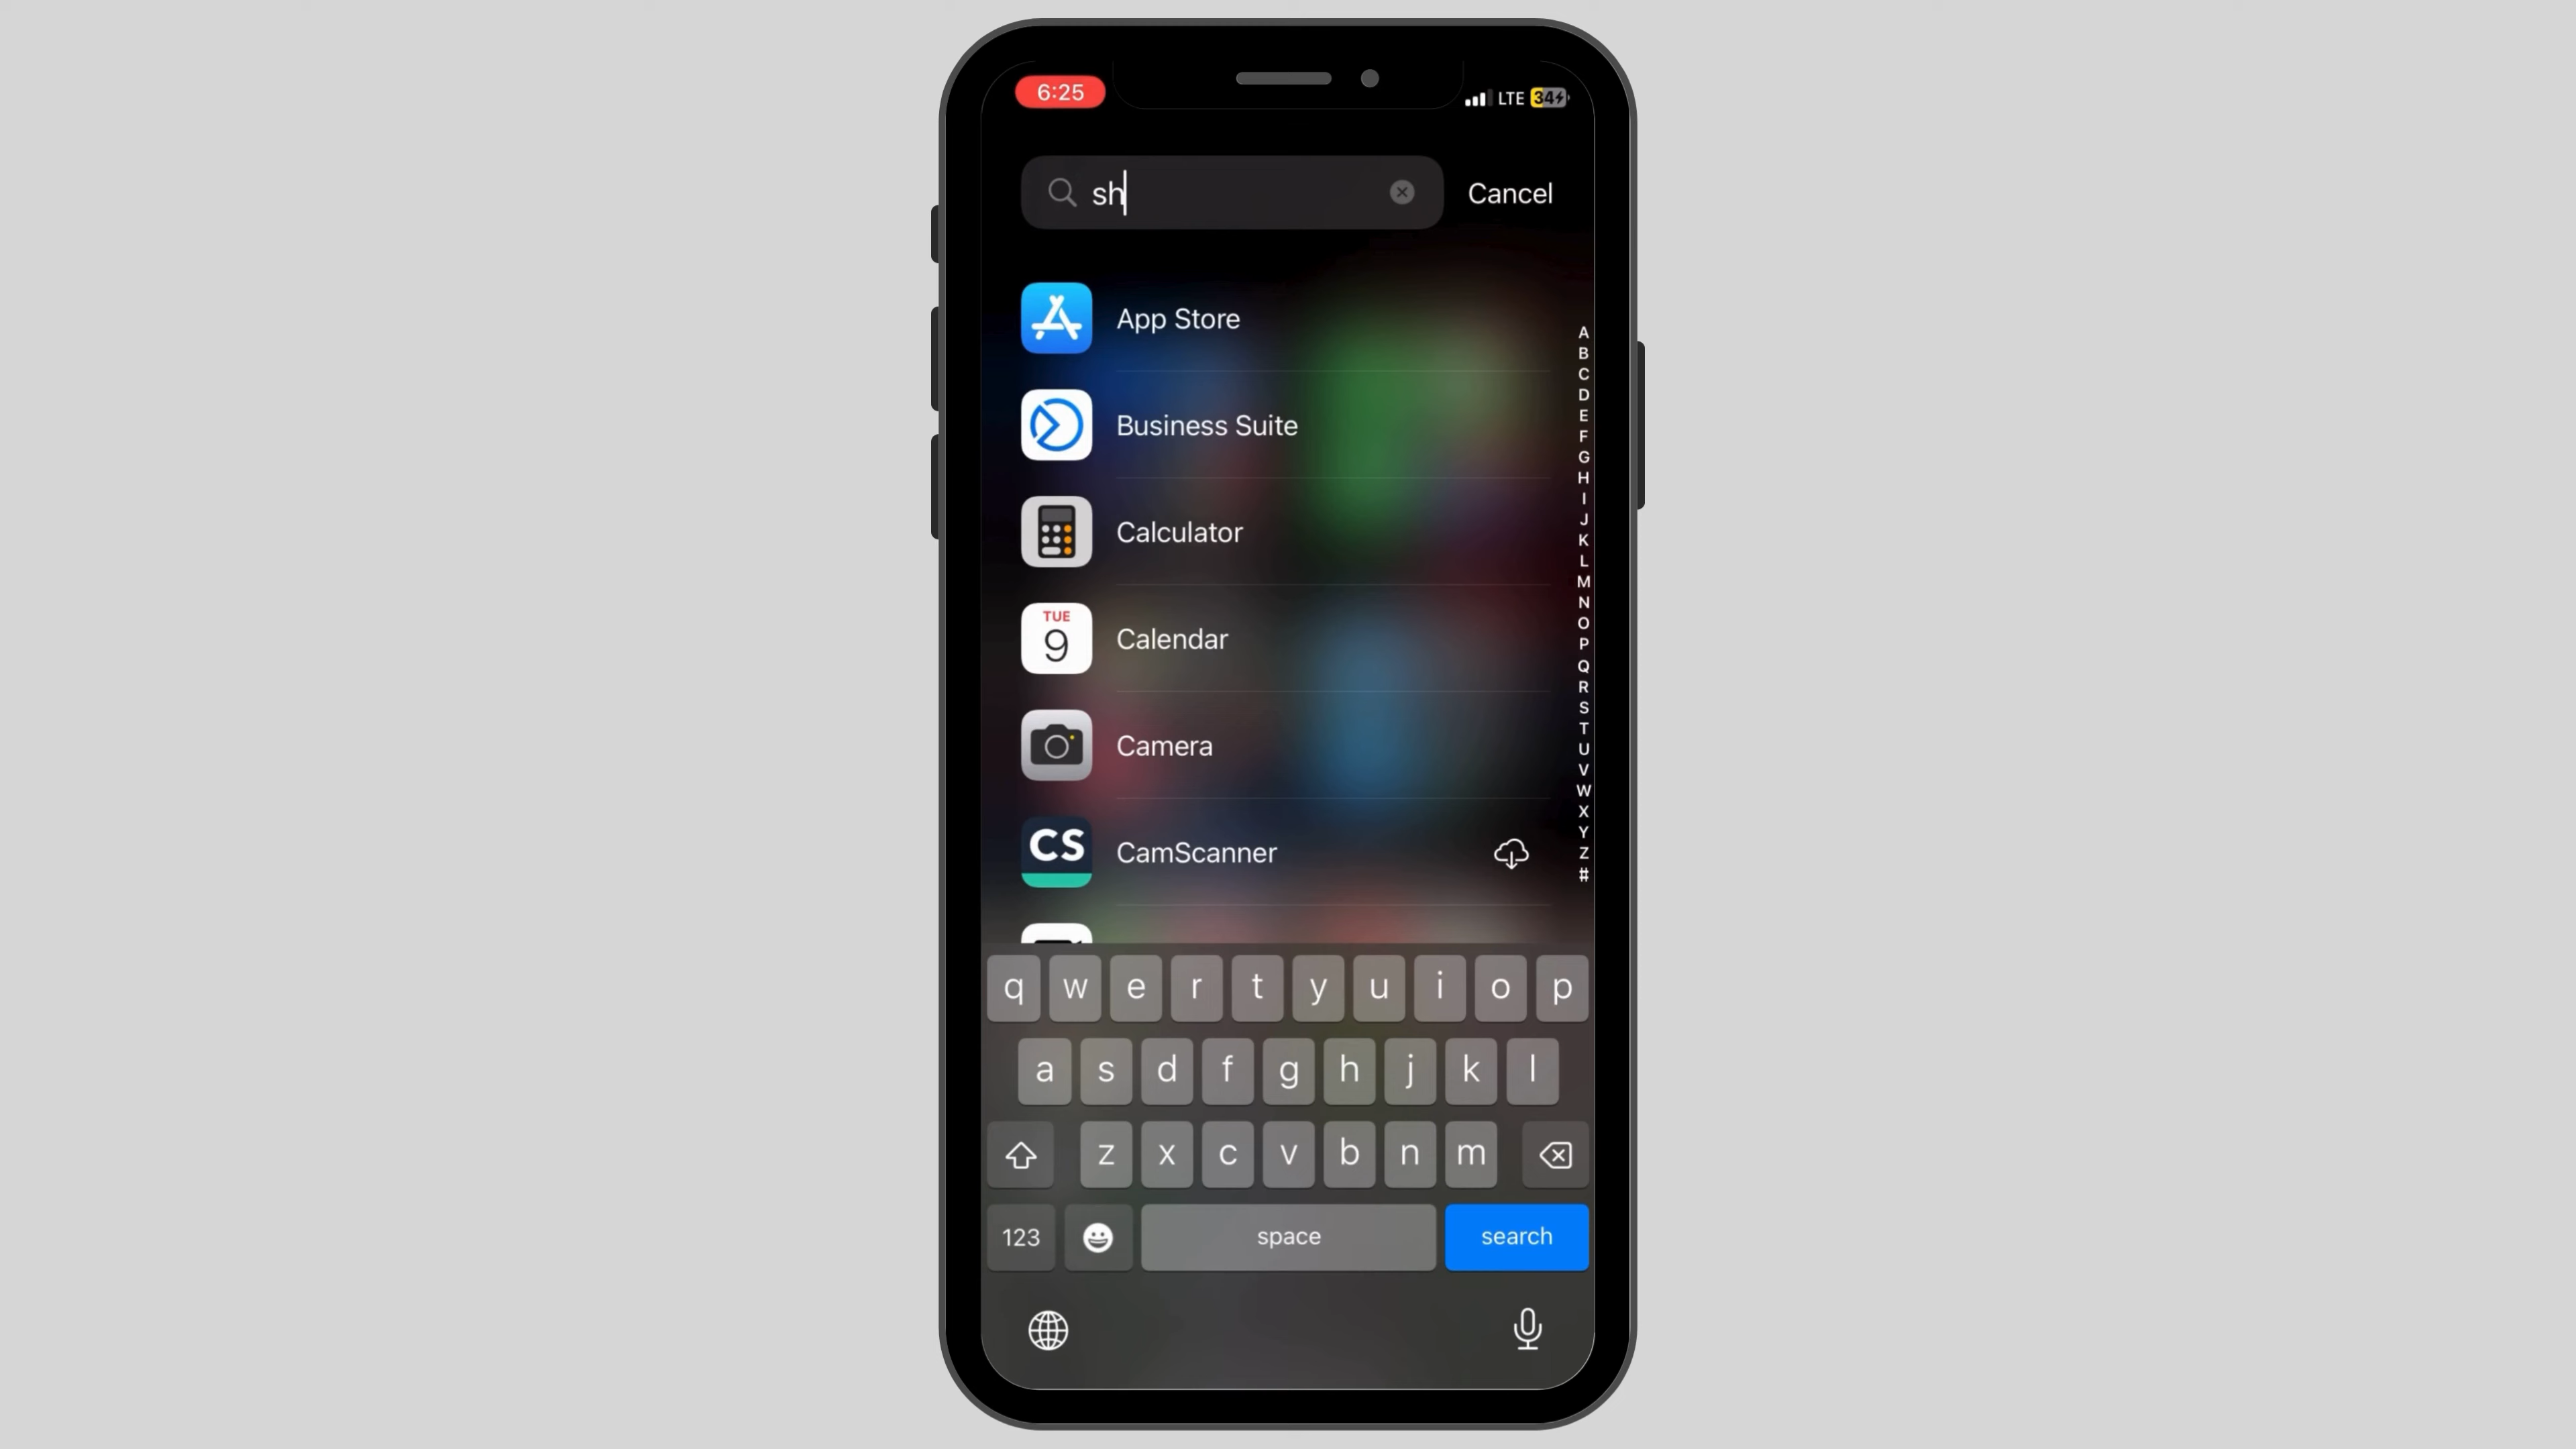 6:25 LTE 34
sh Cancel
App Store
Business Suite
Calculator
TUE
9
Calendar
Camera
CS
CamScanner
A
B
C
D
E
F
G
H
I
J
K
L
M
N
O
P
Q
R
S
T
U
V
W
X
Y
Z
#
q w e r t y u i o p
a s d f g h j k l
z x c v b n m
123 space search